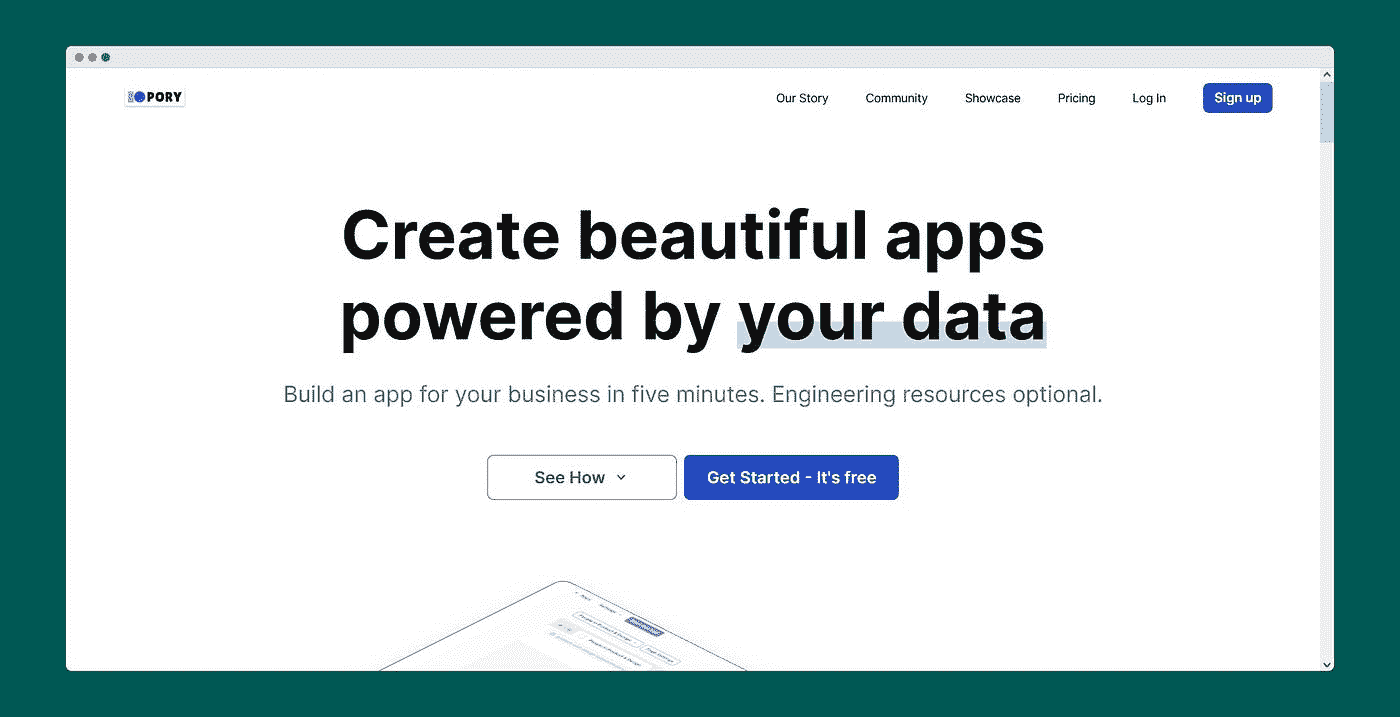 PORY
Our Story
Community
Showcase
Pricing
Log In
Sign up
Create beautiful apps
powered by your data
Build an app for your business in five minutes. Engineering resources optional.
See How
Get Started - It's free